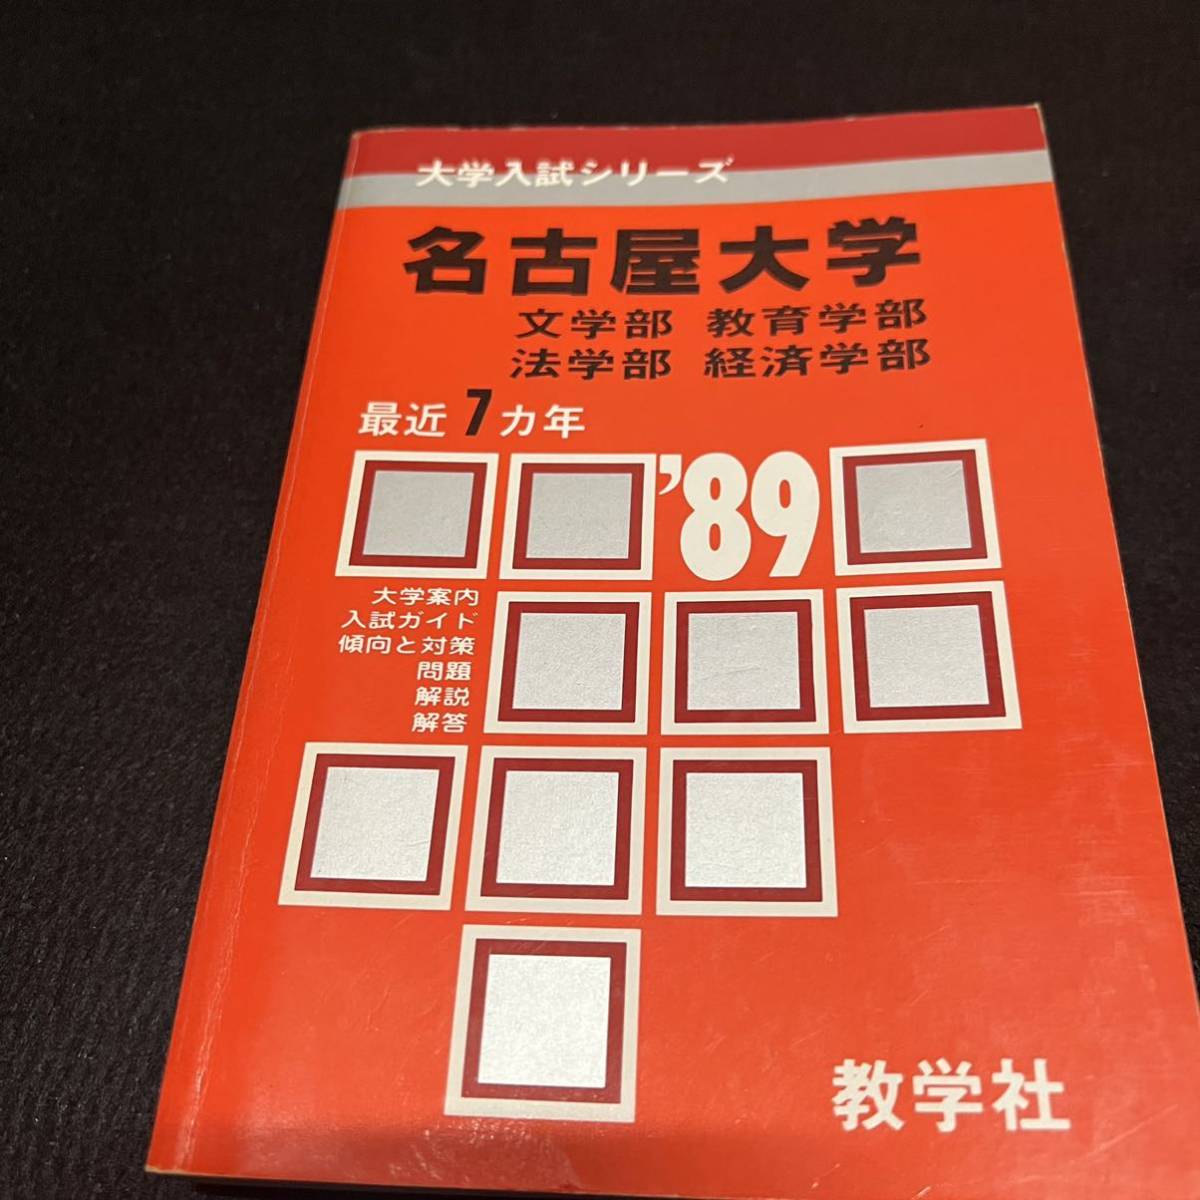 大学入試シリーズ
名古屋大学
文学部 教育学部
法学部 経済学部
最近7カ年
'89
大学案内
入試ガイド
傾向と対策
問題
解説
解答
教学社